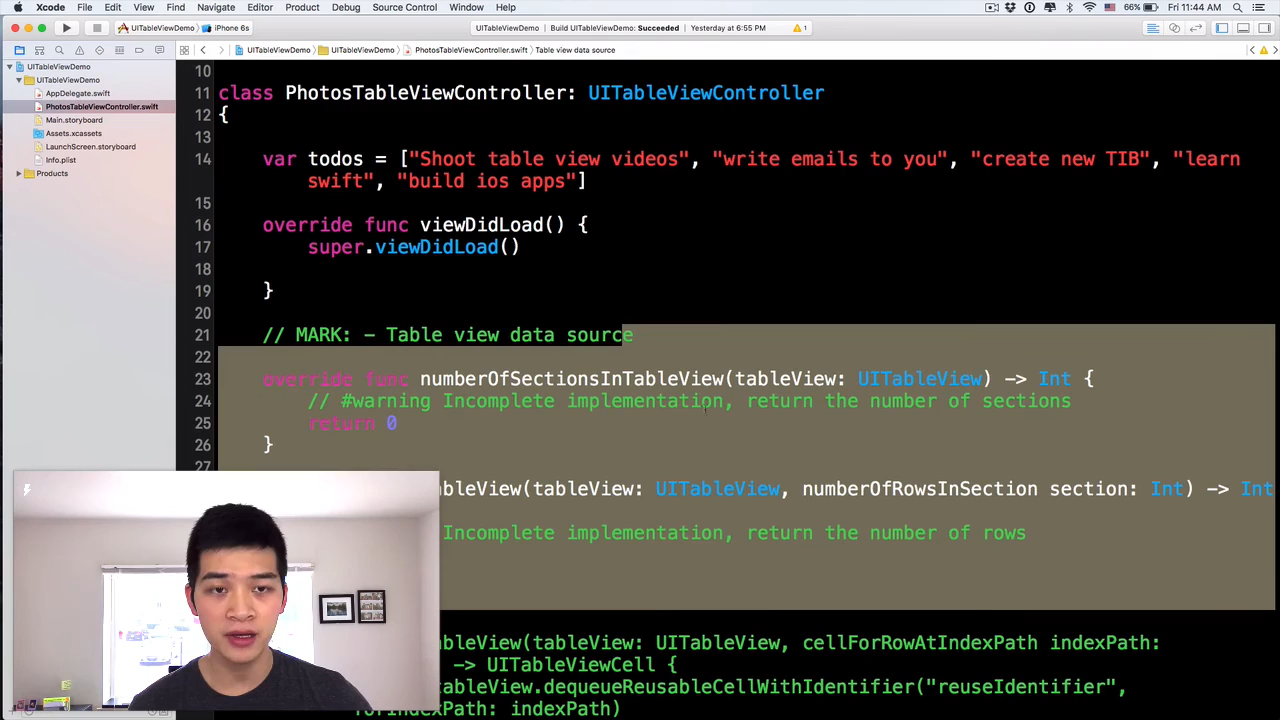 Xcode File Edit View Find Navigate Editor Product Debug Source Control Window Help 66% Fri 11:44 AM
UITableViewDemo iPhone 6s UITableViewDemo Build UITableViewDemo: Succeeded Yesterday at 6:55 PM 1
UITableViewDemo UITableViewDemo PhotosTableViewController.swift Table view data source
UITableViewDemo
UITableViewDemo
AppDelegate.swift
PhotosTableViewController.swift
Main.storyboard
Assets.xcassets
LaunchScreen.storyboard
Info.plist
Products
10
11 class PhotosTableViewController: UITableViewController
12 {
13
14 var todos = ["Shoot table view videos", "write emails to you", "create new TIB", "learn
swift", "build ios apps"]
15
16 override func viewDidLoad() {
17 super.viewDidLoad()
18
19 }
20
21 // MARK: - Table view data source
22
23 override func numberOfSectionsInTableView(tableView: UITableView) -> Int {
24 // #warning Incomplete implementation, return the number of sections
25 return 0
26 }
27
bleView(tableView: UITableView, numberOfRowsInSection section: Int) -> Int
Incomplete implementation, return the number of rows
bleView(tableView: UITableView, cellForRowAtIndexPath indexPath:
-> UITableViewCell {
tableView.dequeueReusableCellWithIdentifier("reuseIdentifier",
forIndexPath: indexPath)